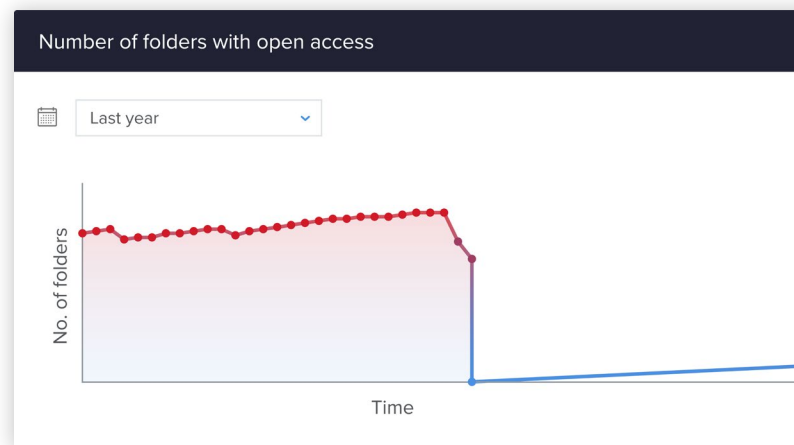 Number of folders with open access
Last year
No. of folders
Time